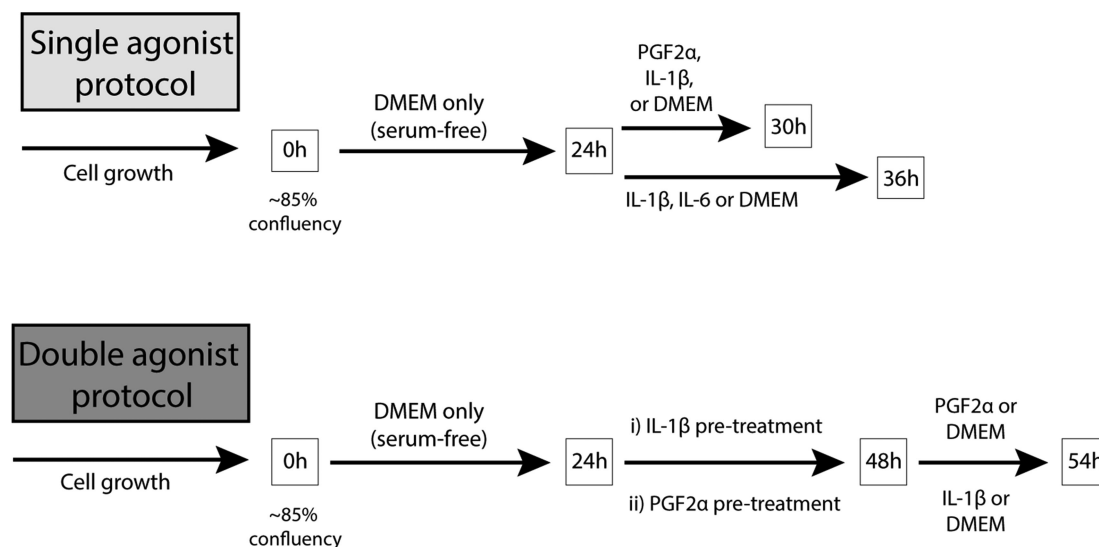 Single agonist
protocol
Cell growth
0h
~85%
confluency
DMEM only
(serum-free)
24h
PGF2α,
IL-1β,
or DMEM
30h
IL-1β, IL-6 or DMEM
36h
Double agonist
protocol
Cell growth
0h
~85%
confluency
DMEM only
(serum-free)
24h
i) IL-1β pre-treatment
ii) PGF2α pre-treatment
48h
PGF2α or
DMEM
IL-1β or
DMEM
54h